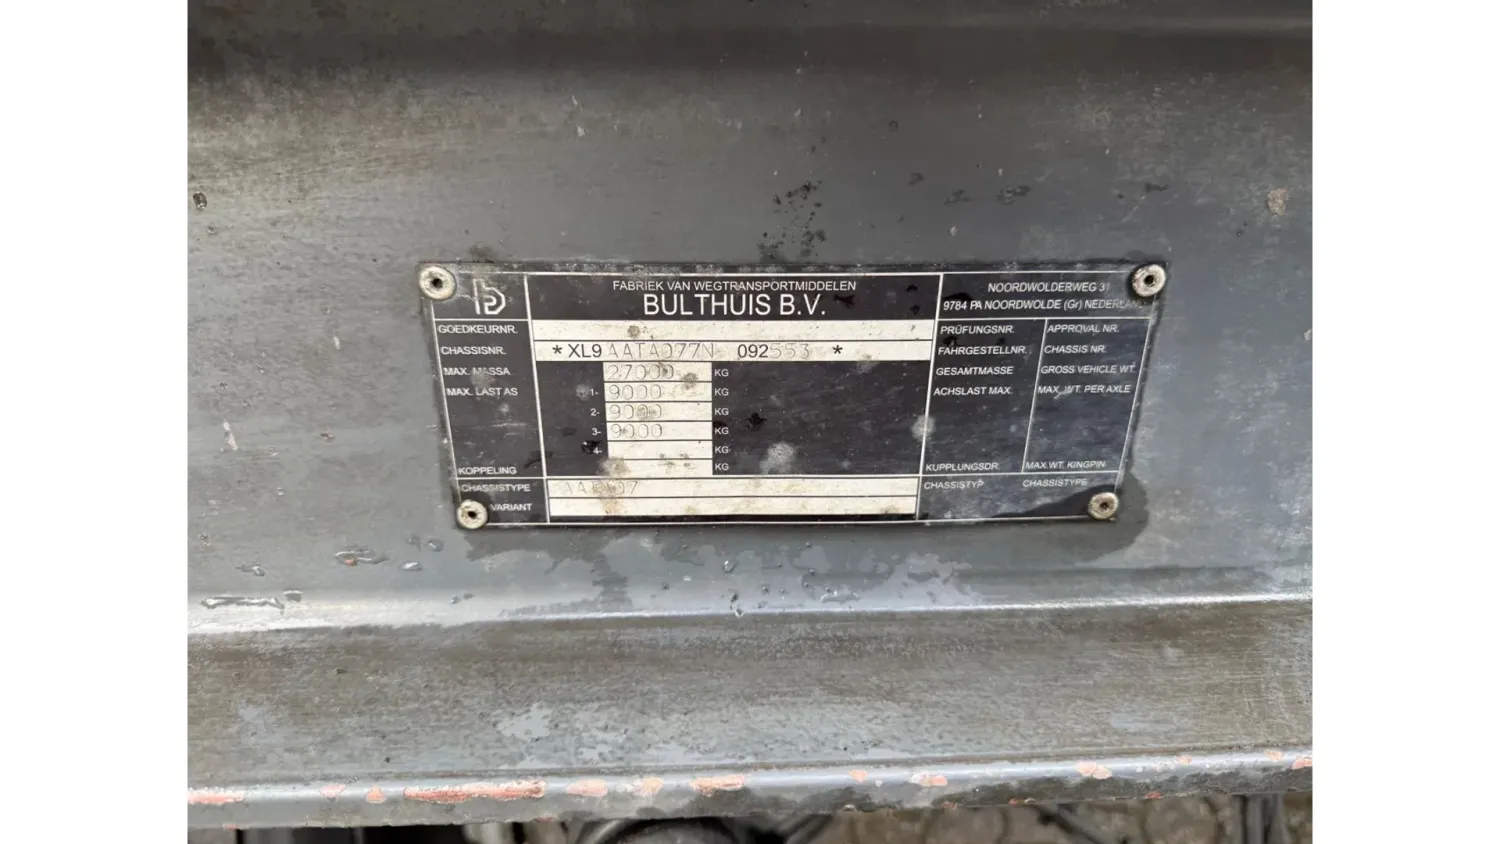 FABRIEK VAN WEGTRANSPORTMIDDELEN
BULTHUIS B.V.
NOORDWOLDERWEG 31
9784 PA NOORDWOLDE (Gr) NEDERLAND
GOEDKEURNR. PRÜFUNGSNR. APPROVAL NR.
CHASSISNR. *XL9AATA077N 092553 * FAHRGESTELLNR. CHASSIS NR.
MAX. MASSA 27000 KG GESAMTMASSE GROSS VEHICLE WT.
MAX. LAST AS 1- 9000 KG ACHSLAST MAX. MAX. WT. PER AXLE
2- 9000 KG
3- 9000 KG
4- KG
KOPPELING KG KUPPLUNGSDR. MAX. WT. KINGPIN
CHASSISTYPE CHASSISTYP CHASSISTYPE
VARIANT